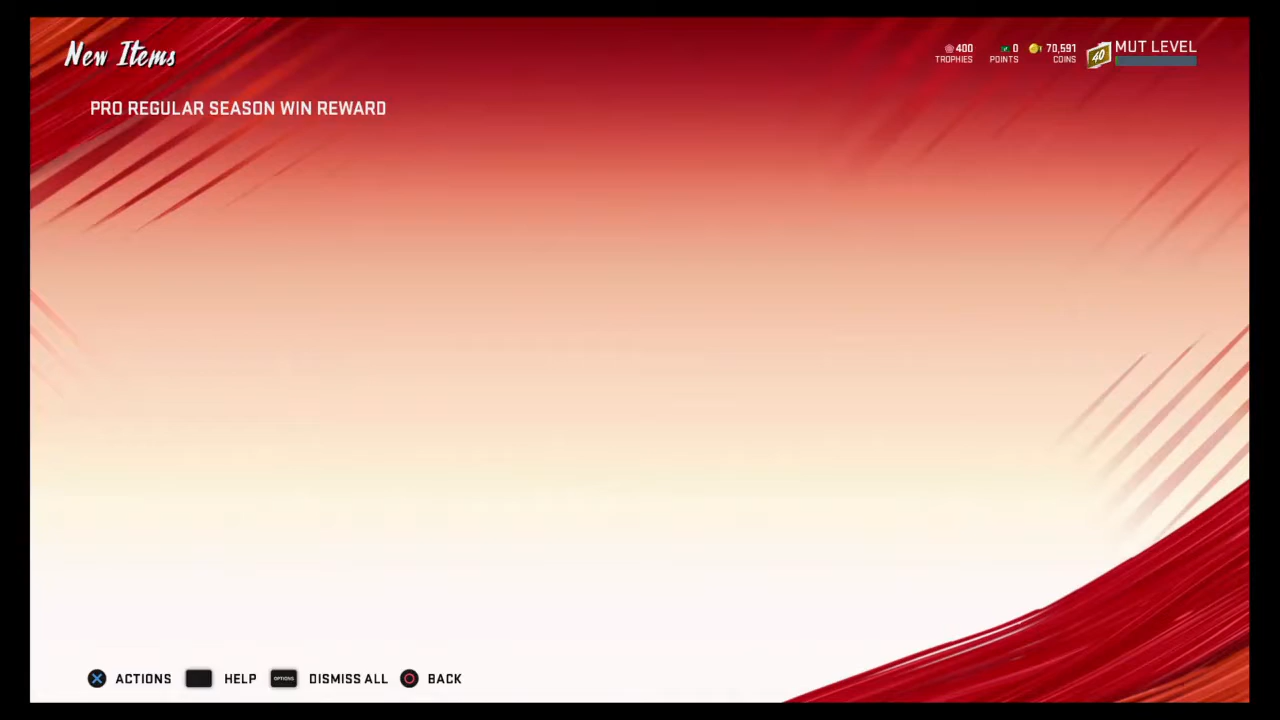 New Items
400 TROPHIES
0 POINTS
70,591 COINS
40
MUT LEVEL
PRO REGULAR SEASON WIN REWARD
ACTIONS HELP OPTIONS DISMISS ALL BACK